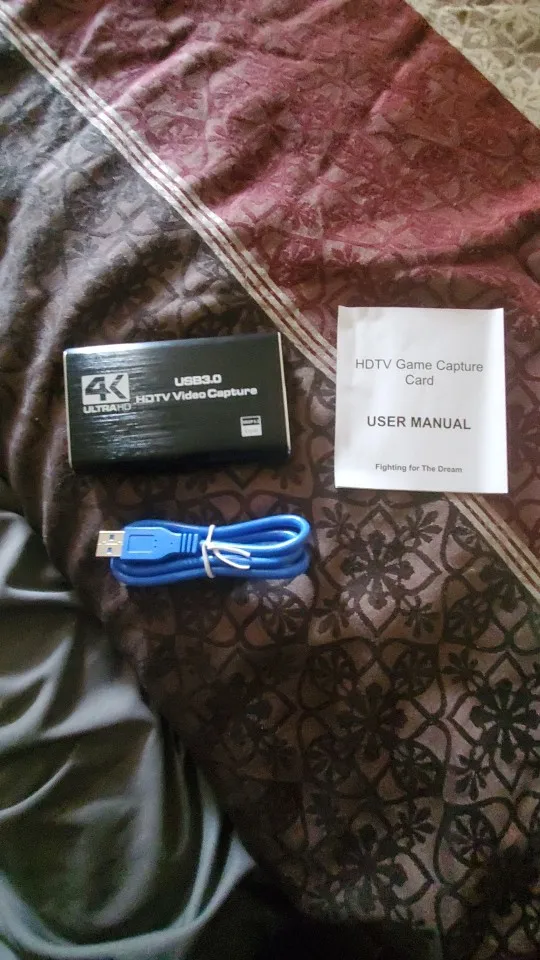 4K
ULTRAHD
USB3.0
HDTV Video Capture
HDTV Game Capture
Card
USER MANUAL
Fighting for The Dream